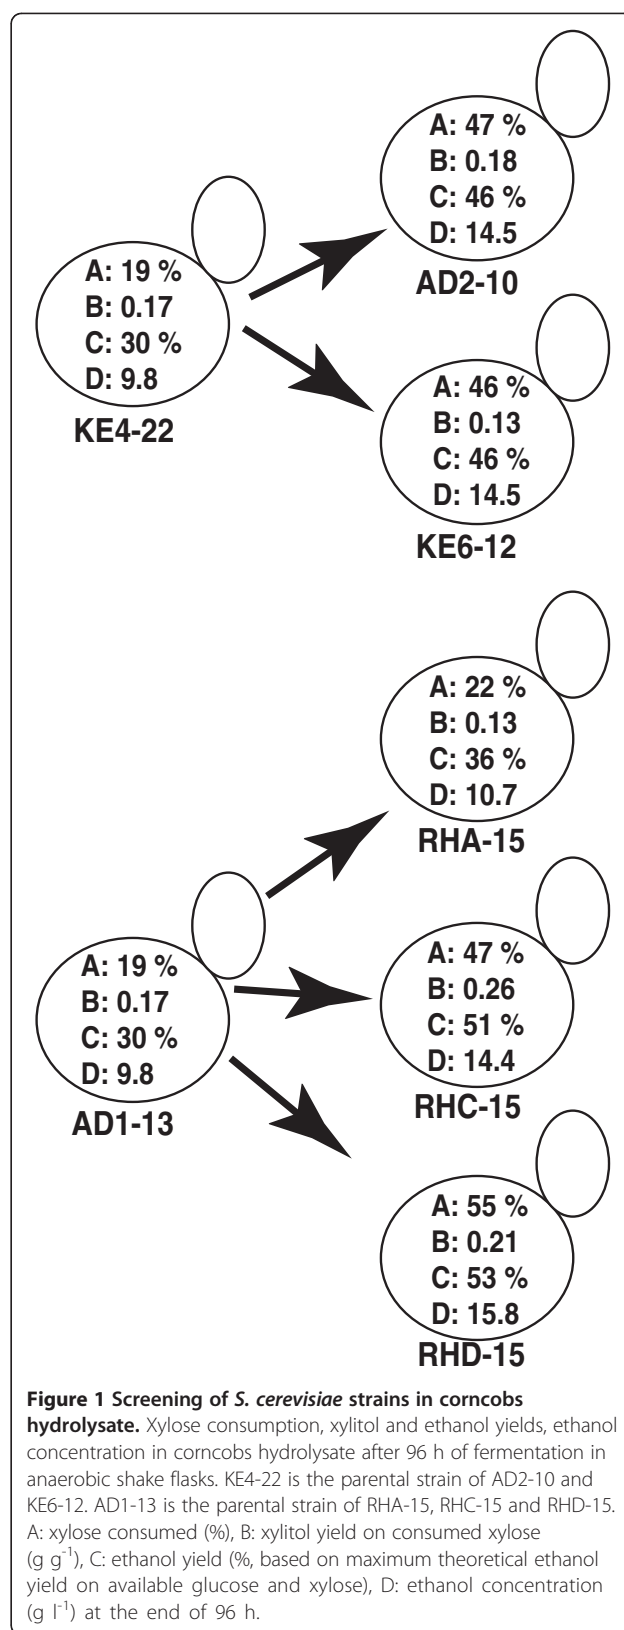 A: 47 %
B: 0.18
C: 46 %
D: 14.5
AD2-10
A: 19 %
B: 0.17
C: 30 %
D: 9.8
KE4-22
A: 46 %
B: 0.13
C: 46 %
D: 14.5
KE6-12
A: 22 %
B: 0.13
C: 36 %
D: 10.7
RHA-15
A: 19 %
B: 0.17
C: 30 %
D: 9.8
AD1-13
A: 47 %
B: 0.26
C: 51 %
D: 14.4
RHC-15
A: 55 %
B: 0.21
C: 53 %
D: 15.8
RHD-15
Figure 1 Screening of S. cerevisiae strains in corncobs
hydrolysate. Xylose consumption, xylitol and ethanol yields, ethanol
concentration in corncobs hydrolysate after 96 h of fermentation in
anaerobic shake flasks. KE4-22 is the parental strain of AD2-10 and
KE6-12. AD1-13 is the parental strain of RHA-15, RHC-15 and RHD-15.
A: xylose consumed (%), B: xylitol yield on consumed xylose
(g g⁻¹), C: ethanol yield (%, based on maximum theoretical ethanol
yield on available glucose and xylose), D: ethanol concentration
(g l⁻¹) at the end of 96 h.